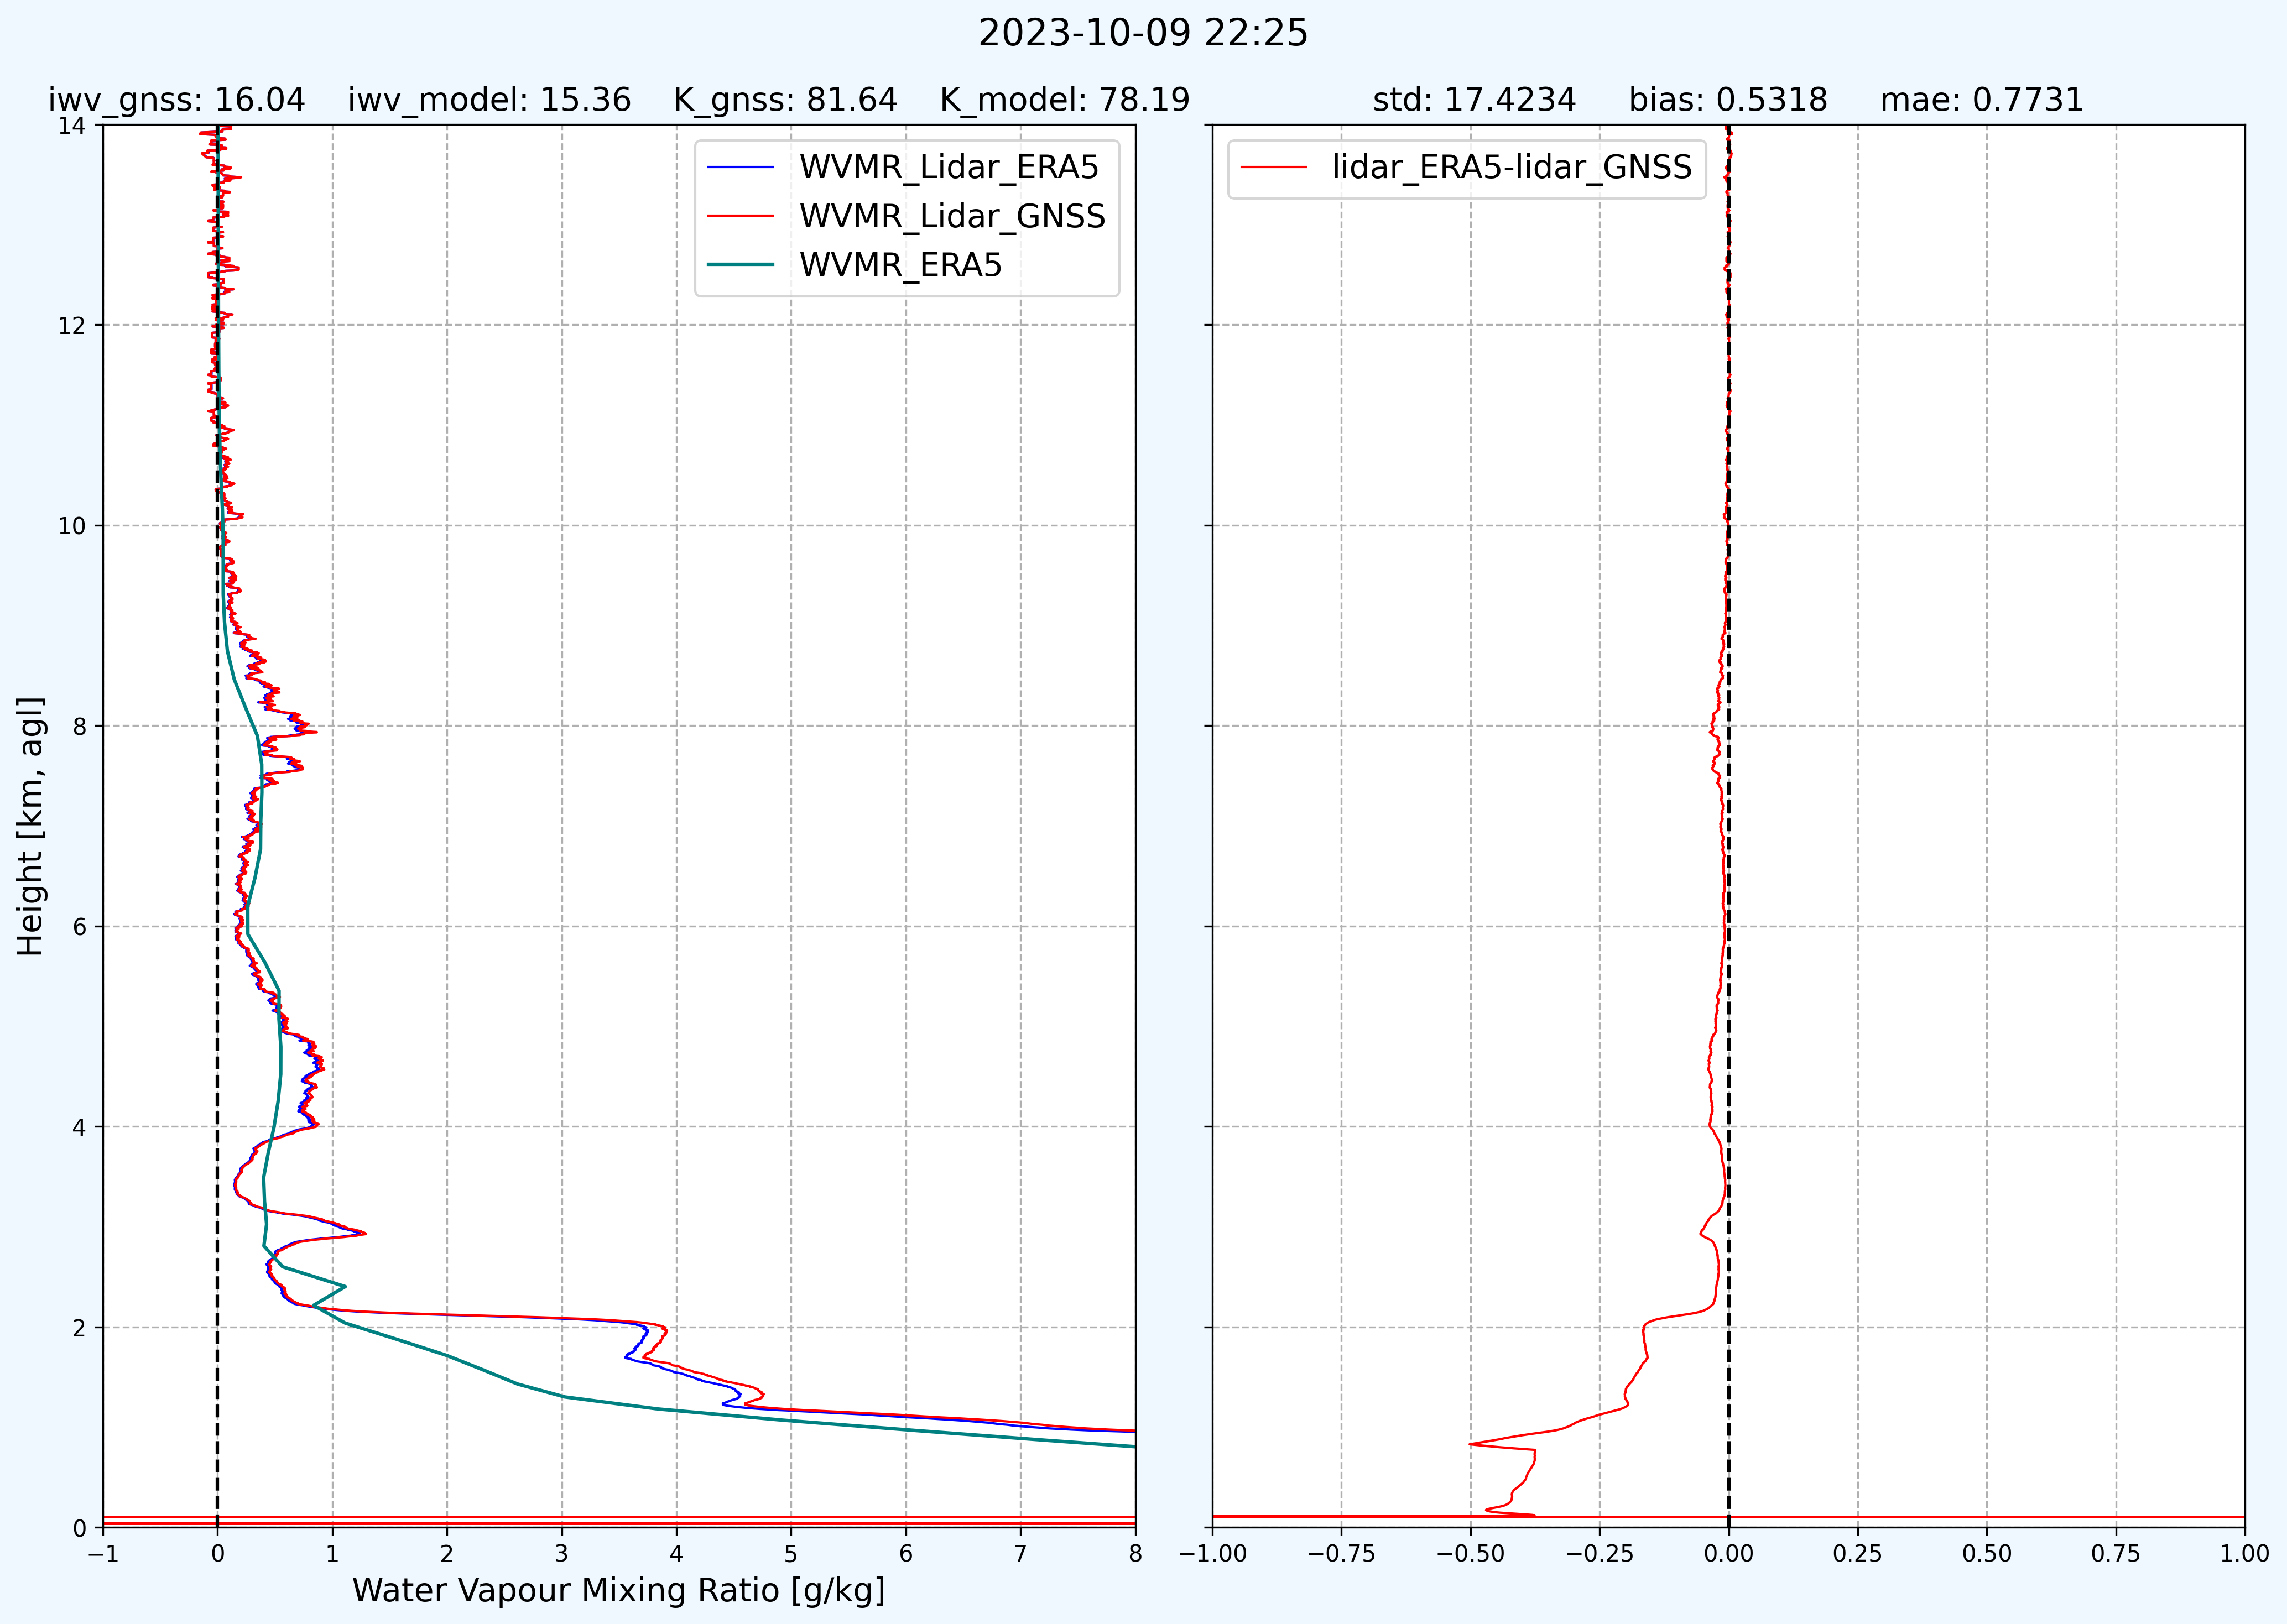 2023-10-09 22:25
iwv_gnss: 16.04 iwv_model: 15.36 K_gnss: 81.64 K_model: 78.19
std: 17.4234 bias: 0.5318 mae: 0.7731
WVMR_Lidar_ERA5
WVMR_Lidar_GNSS
WVMR_ERA5
lidar_ERA5-lidar_GNSS
Height [km, agl]
14
12
10
8
6
4
2
0
−1 0 1 2 3 4 5 6 7 8
Water Vapour Mixing Ratio [g/kg]
−1.00 −0.75 −0.50 −0.25 0.00 0.25 0.50 0.75 1.00